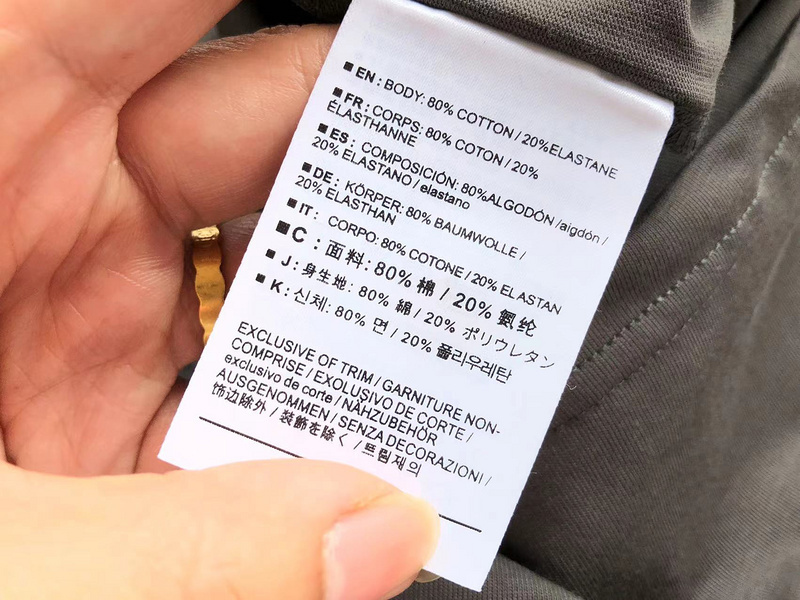 ■ EN : BODY: 80% COTTON / 20%ELASTANE
■ FR : CORPS: 80% COTON / 20%
ÉLASTHANNE
■ ES : COMPOSICIÓN: 80%ALGODÓN /aigdón /
20% ELASTANO / elastano
■ DE : KÖRPER: 80% BAUMWOLLE /
20% ELASTHAN
■ IT : CORPO: 80% COTONE / 20% ELASTAN
■ C : 面料: 80% 棉 / 20% 氨纶
■ J : 身生地: 80% 綿 / 20% ポリウレタン
■ K : 신체: 80% 면 / 20% 폴리우레탄
EXCLUSIVE OF TRIM / GARNITURE NON-
COMPRISE / EXOLUSIVO DE CORTE /
exclusivo de corte / NÄHZUBEHÖR
AUSGENOMMEN / SENZA DECORAZIONI /
饰边除外 / 装飾を除く / 트림제의